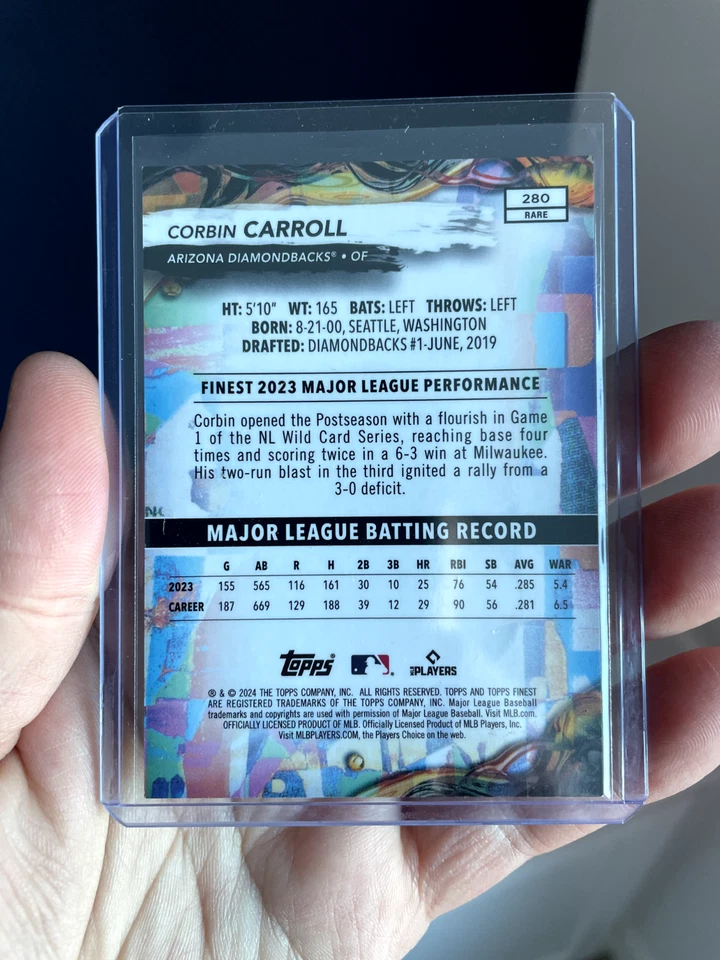 280
RARE
CORBIN CARROLL
ARIZONA DIAMONDBACKS® • OF
HT: 5'10" WT: 165 BATS: LEFT THROWS: LEFT
BORN: 8-21-00, SEATTLE, WASHINGTON
DRAFTED: DIAMONDBACKS #1-JUNE, 2019
FINEST 2023 MAJOR LEAGUE PERFORMANCE
Corbin opened the Postseason with a flourish in Game
1 of the NL Wild Card Series, reaching base four
times and scoring twice in a 6-3 win at Milwaukee.
His two-run blast in the third ignited a rally from a
3-0 deficit.
MAJOR LEAGUE BATTING RECORD
G AB R H 2B 3B HR RBI SB AVG WAR
2023 155 565 116 161 30 10 25 76 54 .285 5.4
CAREER 187 669 129 188 39 12 29 90 56 .281 6.5
Topps MLB PLAYERS
® & © 2024 THE TOPPS COMPANY, INC. ALL RIGHTS RESERVED. TOPPS AND TOPPS FINEST
ARE REGISTERED TRADEMARKS OF THE TOPPS COMPANY, INC. Major League Baseball
trademarks and copyrights are used with permission of Major League Baseball. Visit MLB.com.
OFFICIALLY LICENSED PRODUCT OF MLB. Officially Licensed Product of MLB Players, Inc.
Visit MLBPLAYERS.COM, the Players Choice on the web.